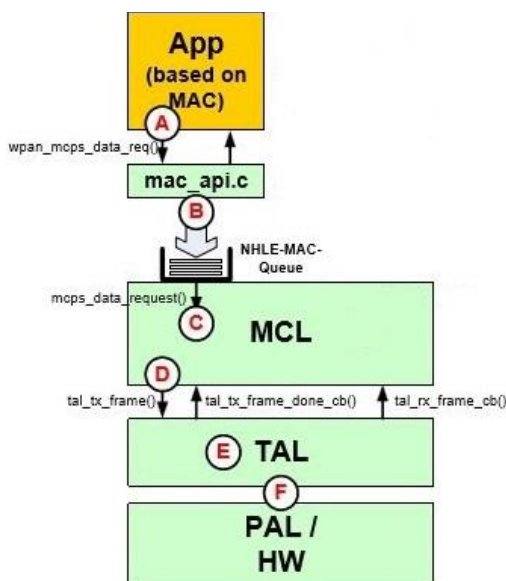 App
(based on
MAC)
A
wpan_mcps_data_req()
mac_api.c
B
NHLE-MAC-
Queue
mcps_data_request()
C
MCL
D
tal_tx_frame()
tal_tx_frame_done_cb()
tal_rx_frame_cb()
E
TAL
F
PAL /
HW